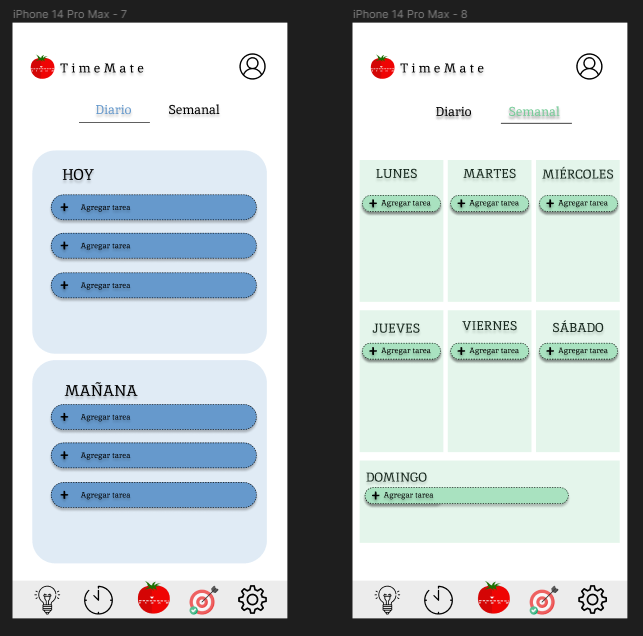 iPhone 14 Pro Max - 7
TimeMate
Diario Semanal
HOY
+ Agregar tarea
+ Agregar tarea
+ Agregar tarea
MAÑANA
+ Agregar tarea
+ Agregar tarea
+ Agregar tarea
iPhone 14 Pro Max - 8
TimeMate
Diario Semanal
LUNES MARTES MIÉRCOLES
+ Agregar tarea + Agregar tarea + Agregar tarea
JUEVES VIERNES SÁBADO
+ Agregar tarea + Agregar tarea + Agregar tarea
DOMINGO
+ Agregar tarea